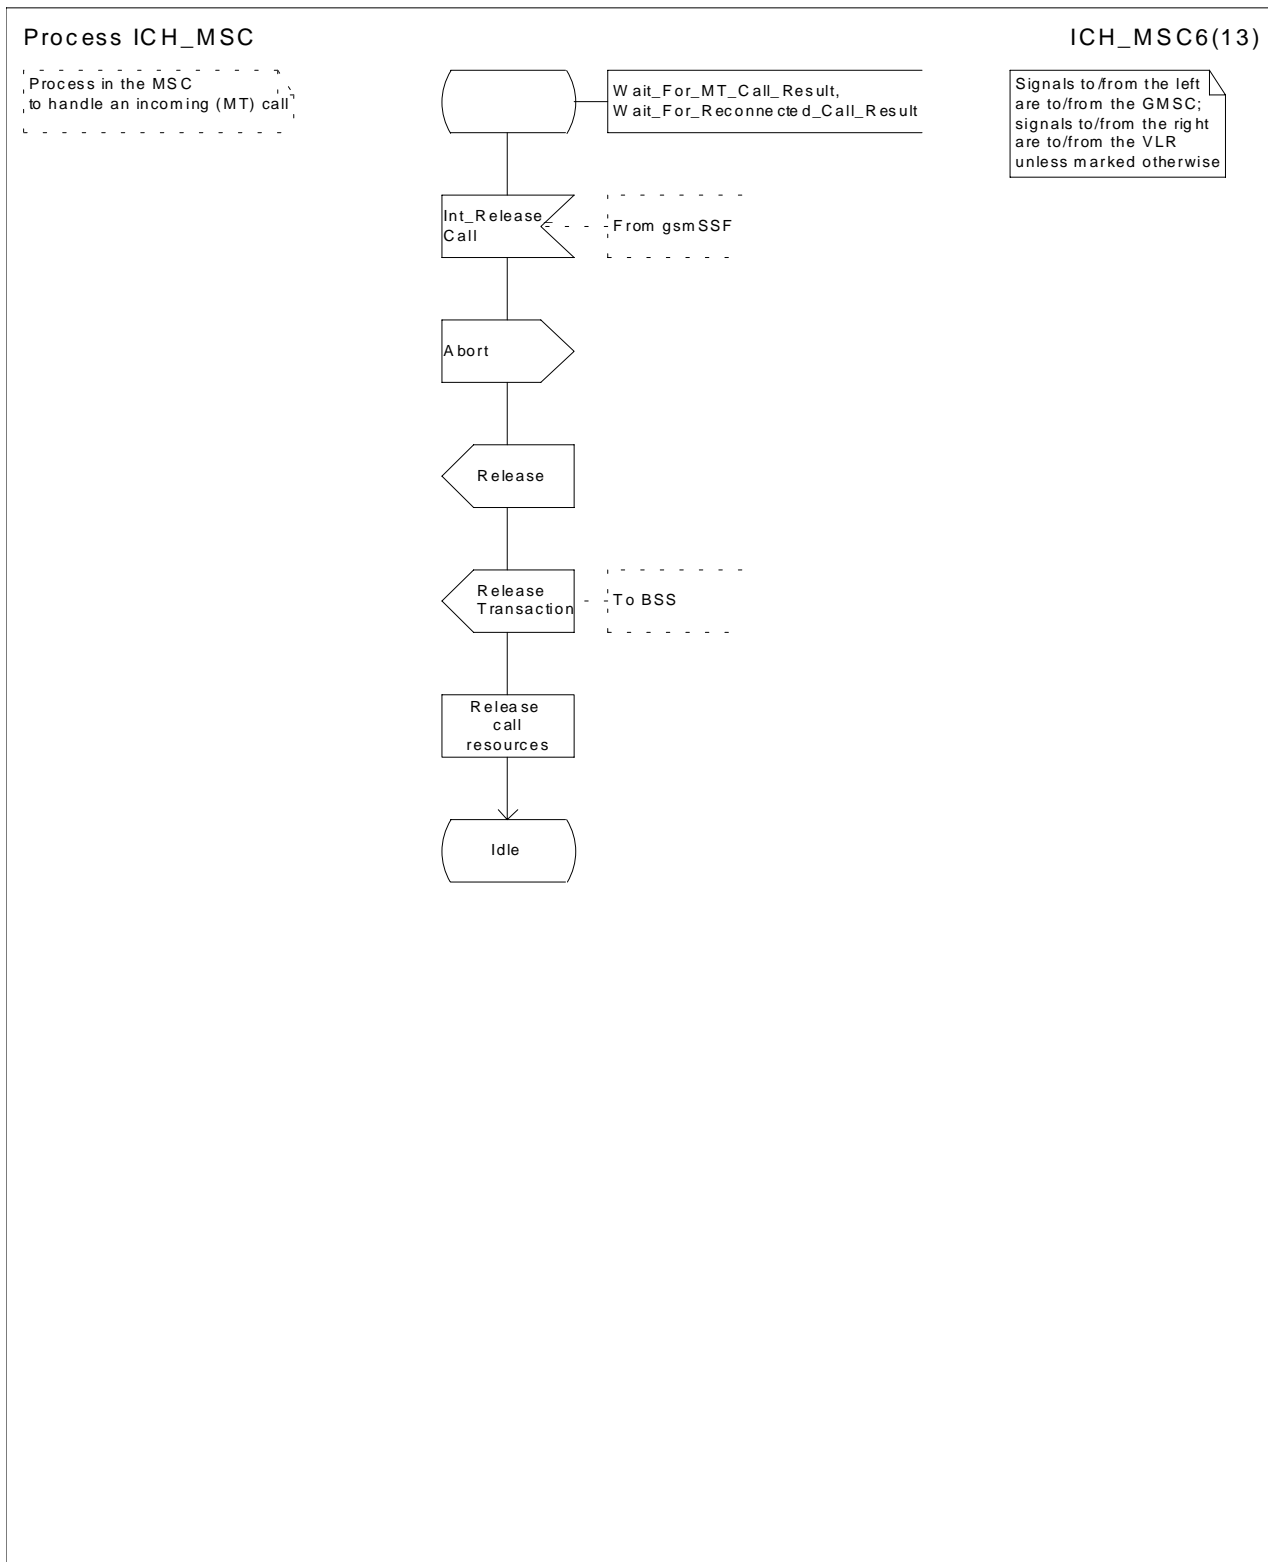 Process ICH_MSC
ICH_MSC6(13)
Process in the MSC
to handle an incoming (MT) call
Wait_For_MT_Call_Result,
Wait_For_Reconnected_Call_Result
Signals to/from the left
are to/from the GMSC;
signals to/from the right
are to/from the VLR
unless marked otherwise
Int_Release_
Call
From gsmSSF
Abort
Release
Release
Transaction
To BSS
Release
call
resources
Idle